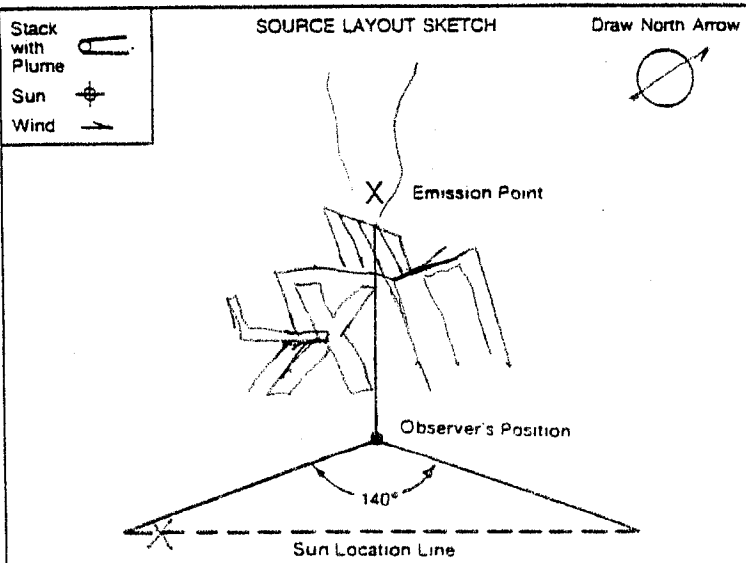 Stack
with
Plume
Sun
Wind
SOURCE LAYOUT SKETCH
Draw North Arrow
X Emission Point
Observer's Position
140°
Sun Location Line